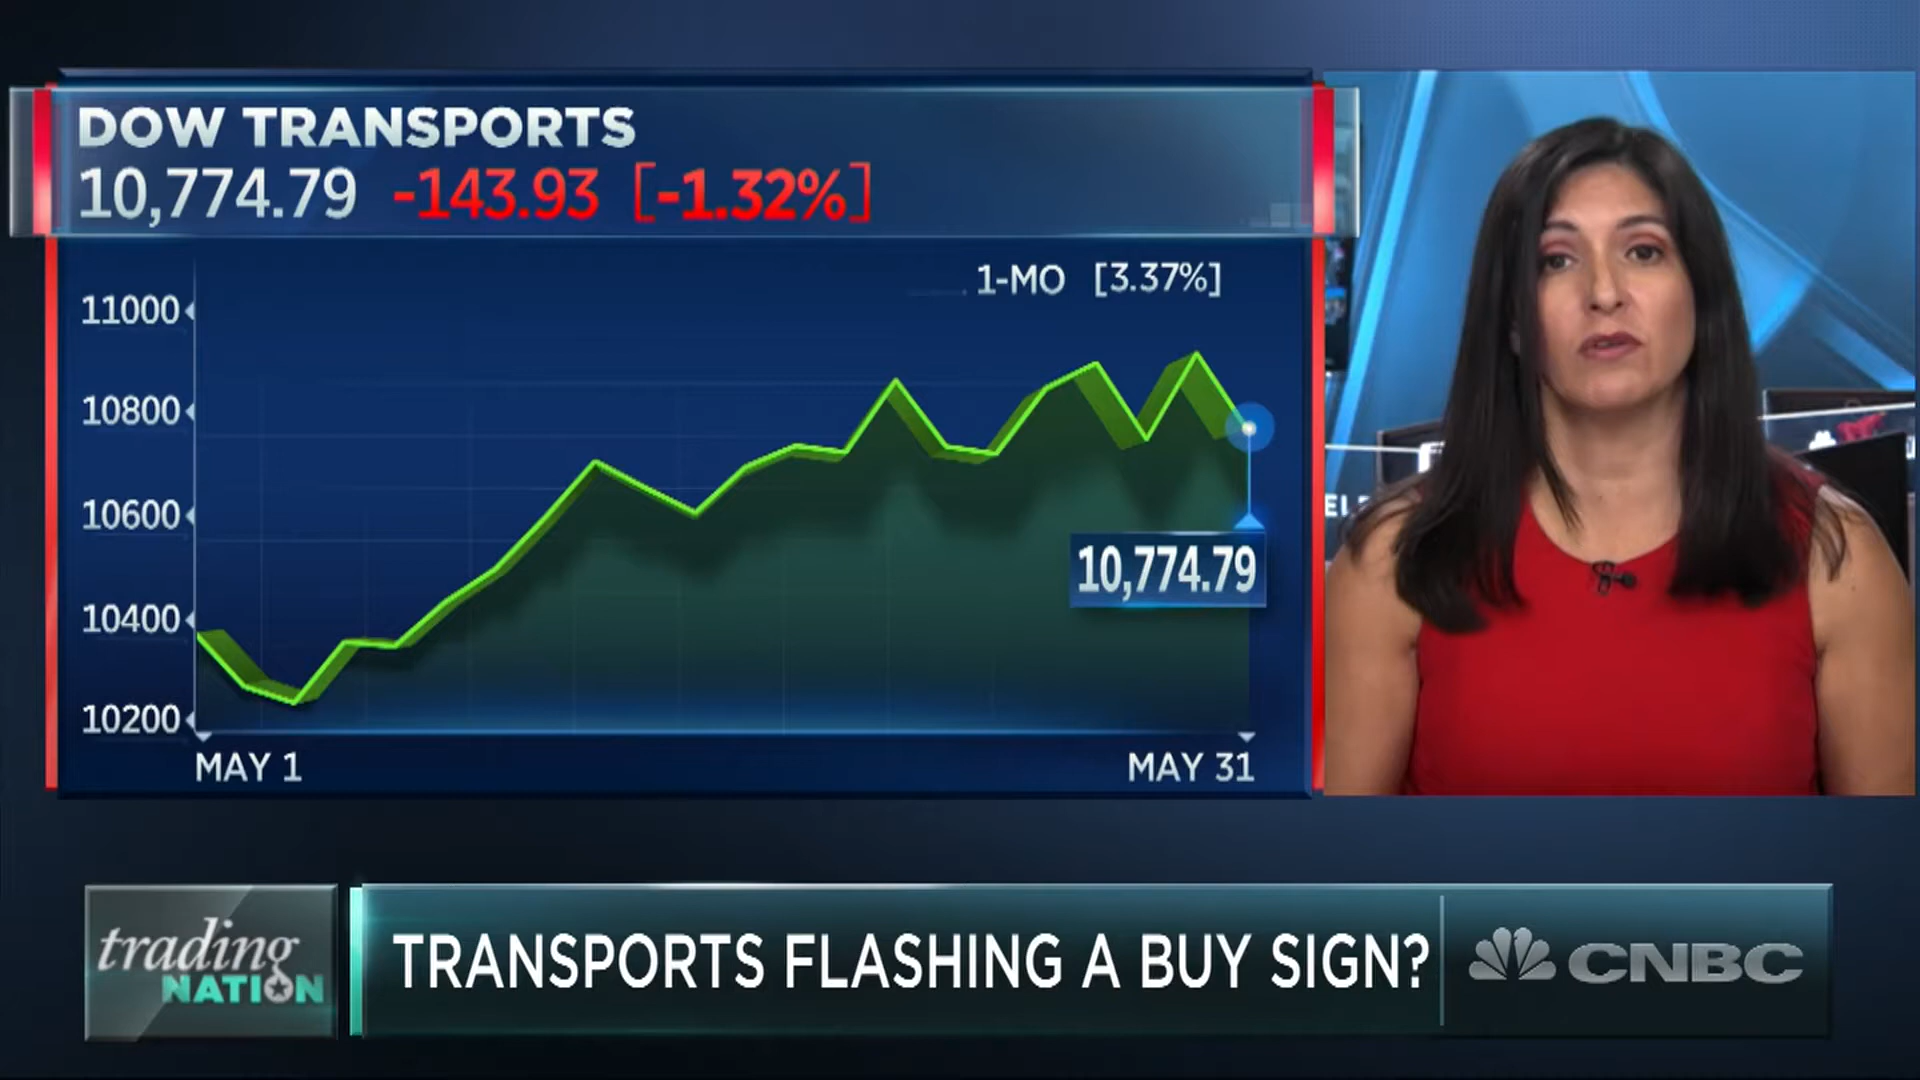 DOW TRANSPORTS
10,774.79 -143.93 [-1.32%]
1-MO [3.37%]
11000
10800
10600
10400
10200
10,774.79
MAY 1
MAY 31
trading
NATION
TRANSPORTS FLASHING A BUY SIGN?
CNBC